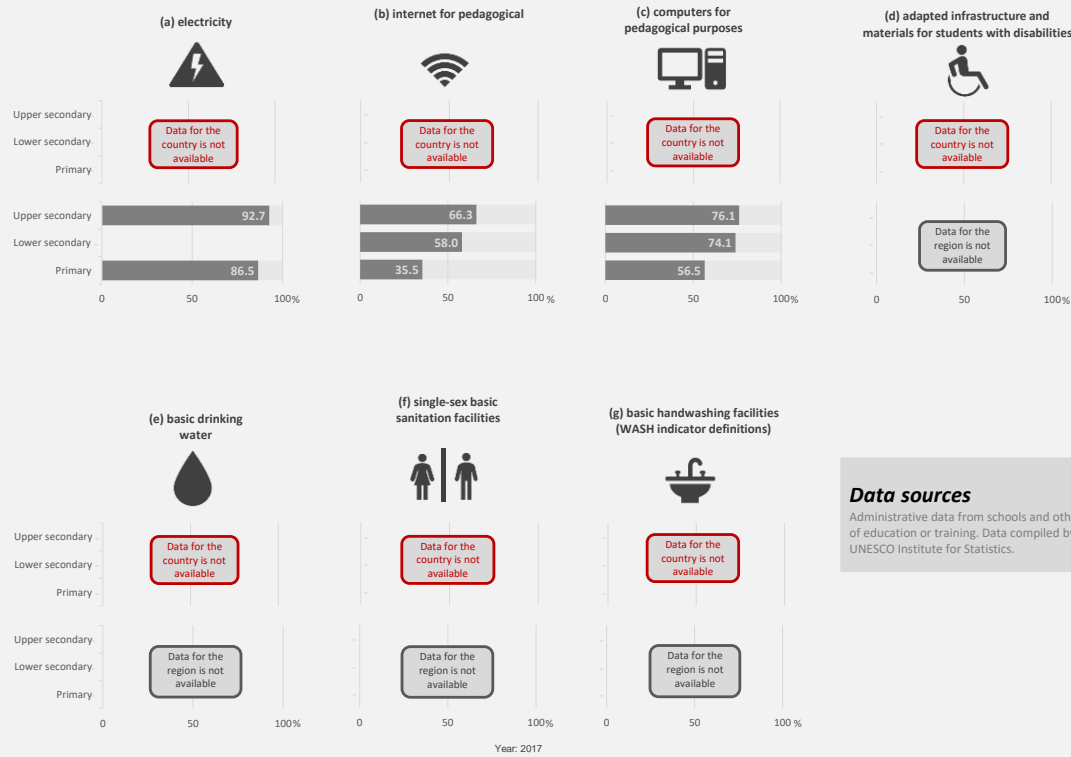 (a) electricity
(b) internet for pedagogical
(c) computers for
pedagogical purposes
(d) adapted infrastructure and
materials for students with disabilities
Upper secondary
Lower secondary
Primary
Data for the
country is not
available
Data for the
country is not
available
Data for the
country is not
available
Data for the
country is not
available
Upper secondary
Lower secondary
Primary
92.7
86.5
0 50 100%
66.3
58.0
35.5
0 50 100 %
76.1
74.1
56.5
0 50 100 %
Data for the
region is not
available
0 50 100%
(e) basic drinking
water
(f) single-sex basic
sanitation facilities
(g) basic handwashing facilities
(WASH indicator definitions)
Upper secondary
Lower secondary
Primary
Data for the
country is not
available
Data for the
country is not
available
Data for the
country is not
available
Upper secondary
Lower secondary
Primary
Data for the
region is not
available
Data for the
region is not
available
Data for the
region is not
available
0 50 100%
0 50 100 %
0 50 100 %
Year: 2017
Data sources
Administrative data from schools and oth
of education or training. Data compiled by
UNESCO Institute for Statistics.